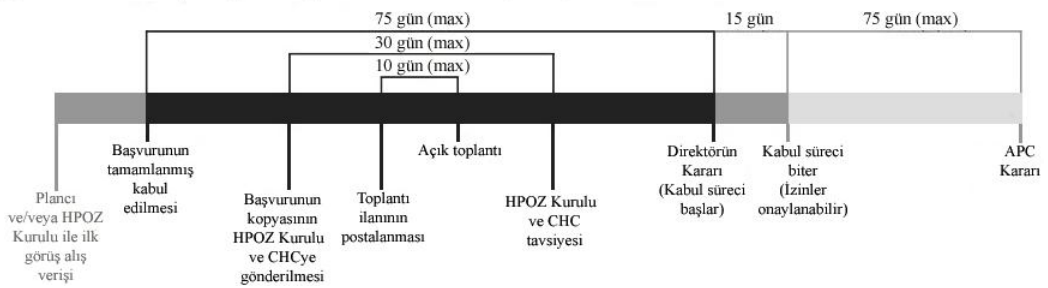 75 gün (max)
15 gün
75 gün (max)
30 gün (max)
10 gün (max)
Plancı
ve/veya HPOZ
Kurulu ile ilk
görüş alış
verişi
Başvurunun
tamamlanmış
kabul
edilmesi
Başvurunun
kopyasının
HPOZ Kurulu
ve CHCye
gönderilmesi
Toplantı
ilanının
postalanması
Açık toplantı
HPOZ Kurulu
ve CHC
tavsiyesi
Direktörün
Kararı
(Kabul süreci
başlar)
Kabul süreci
biter
(İzinler
onaylanabilir)
APC
Kararı